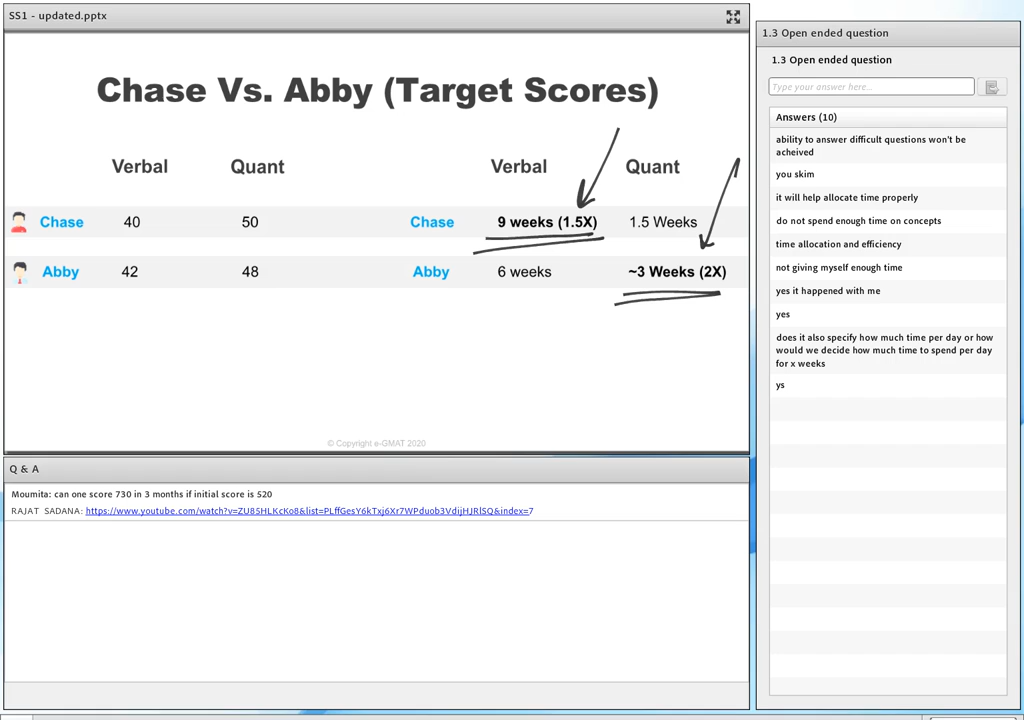 SS1 - updated.pptx
Chase Vs. Abby (Target Scores)
Verbal Quant Verbal Quant
Chase 40 50 Chase 9 weeks (1.5X) 1.5 Weeks
Abby 42 48 Abby 6 weeks ~3 Weeks (2X)
© Copyright e-GMAT 2020
Q & A
Moumita: can one score 730 in 3 months if initial score is 520
RAJAT SADANA: https://www.youtube.com/watch?v=ZU85HLKcKo8&list=PLffGesY6kTxj6Xr7WPduob3VdijHJRlSQ&index=7
1.3 Open ended question
1.3 Open ended question
Type your answer here...
Answers (10)
ability to answer difficult questions won't be
acheived
you skim
it will help allocate time properly
do not spend enough time on concepts
time allocation and efficiency
not giving myself enough time
yes it happened with me
yes
does it also specify how much time per day or how
would we decide how much time to spend per day
for x weeks
ys